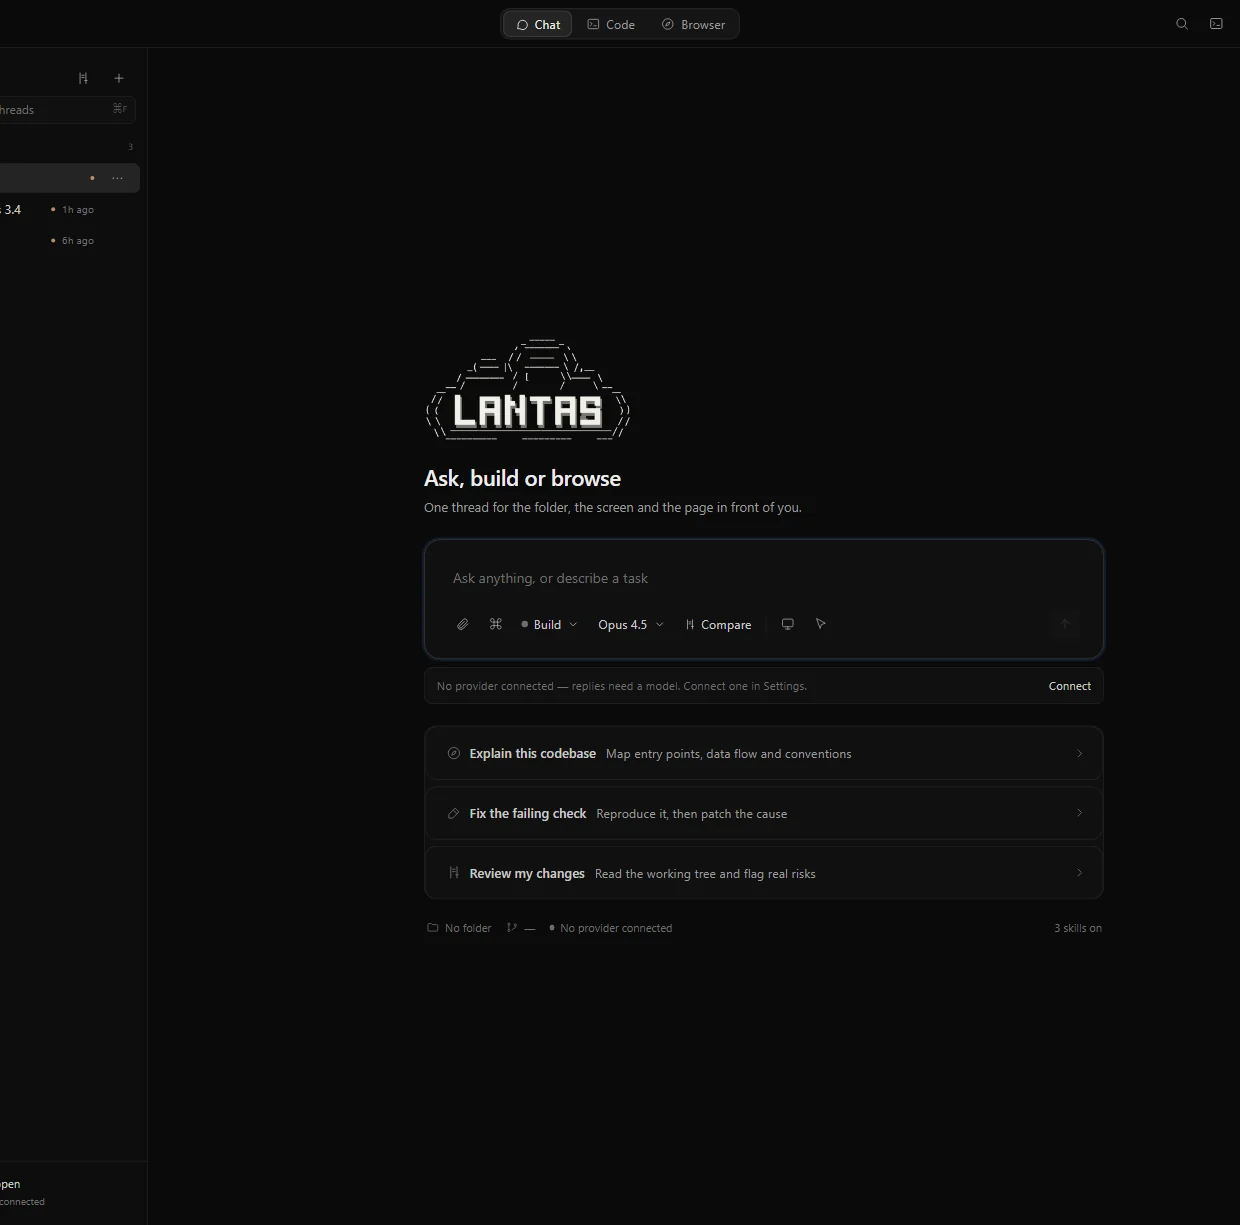 Chat Code Browser
hreads ⌘F
3
...
3.4 1h ago
6h ago
LANTAS
Ask, build or browse
One thread for the folder, the screen and the page in front of you.
Ask anything, or describe a task
Build Opus 4.5 Compare
No provider connected — replies need a model. Connect one in Settings. Connect
Explain this codebase Map entry points, data flow and conventions
Fix the failing check Reproduce it, then patch the cause
Review my changes Read the working tree and flag real risks
No folder — No provider connected 3 skills on
open
connected